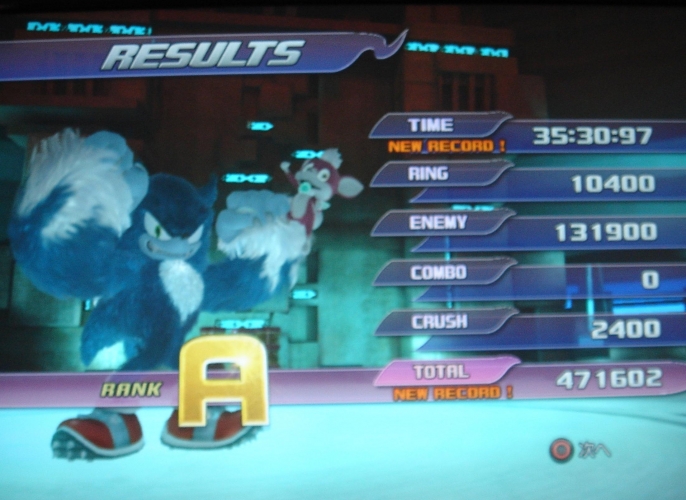 RESULTS
TIME 35:30:97
NEW RECORD !
RING 10400
ENEMY 131900
COMBO 0
CRUSH 2400
TOTAL 471602
NEW RECORD !
RANK A
次へ